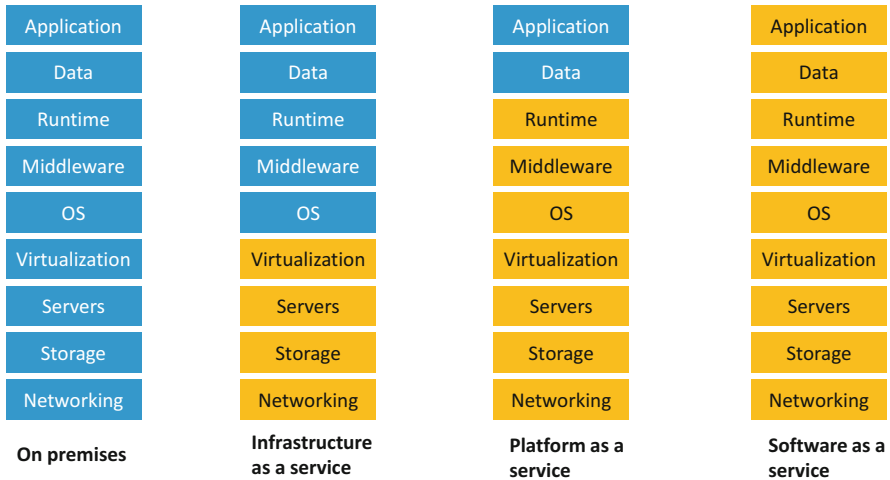 Application
Data
Runtime
Middleware
OS
Virtualization
Servers
Storage
Networking
On premises
Application
Data
Runtime
Middleware
OS
Virtualization
Servers
Storage
Networking
Infrastructure
as a service
Application
Data
Runtime
Middleware
OS
Virtualization
Servers
Storage
Networking
Platform as a
service
Application
Data
Runtime
Middleware
OS
Virtualization
Servers
Storage
Networking
Software as a
service